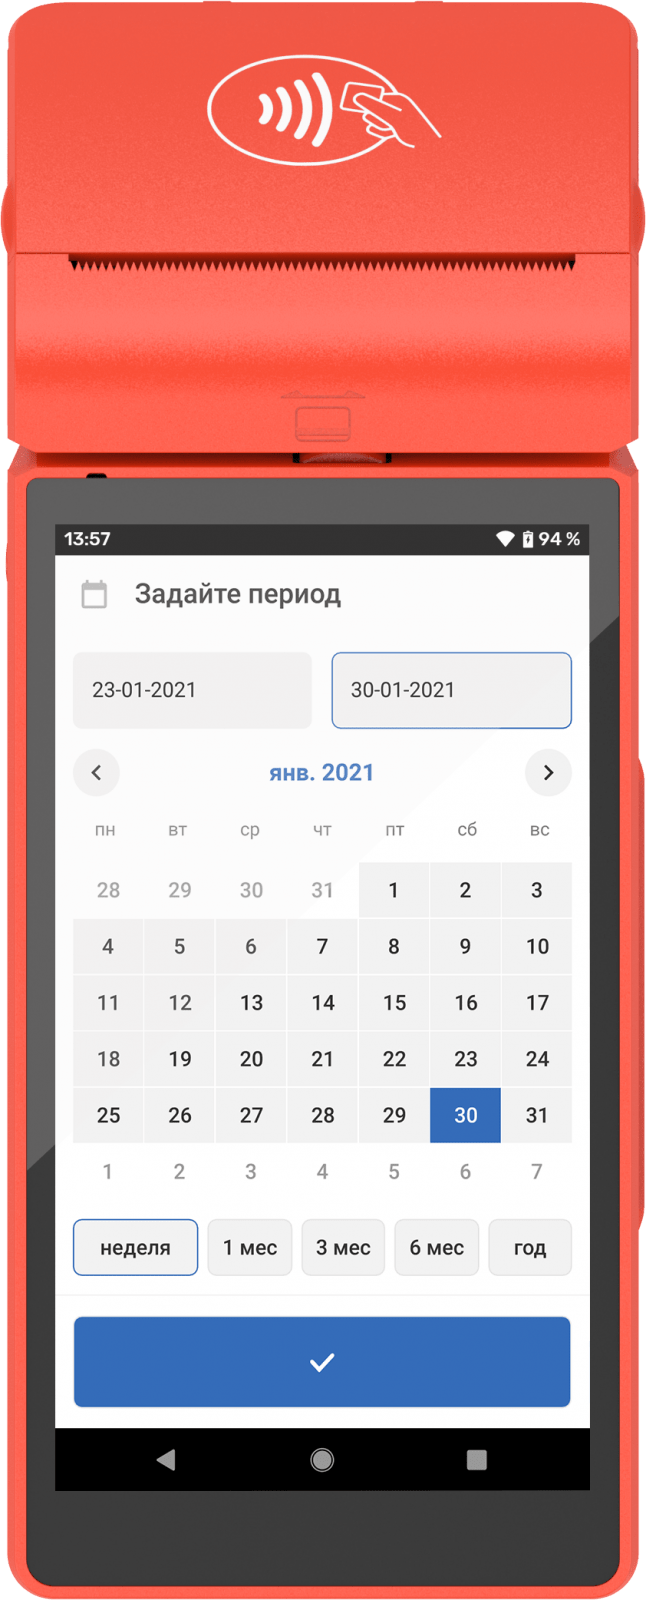 13:57 94 %
Задайте период
23-01-2021 30-01-2021
янв. 2021
пн вт ср чт пт сб вс
28 29 30 31 1 2 3
4 5 6 7 8 9 10
11 12 13 14 15 16 17
18 19 20 21 22 23 24
25 26 27 28 29 30 31
1 2 3 4 5 6 7
неделя 1 мес 3 мес 6 мес год